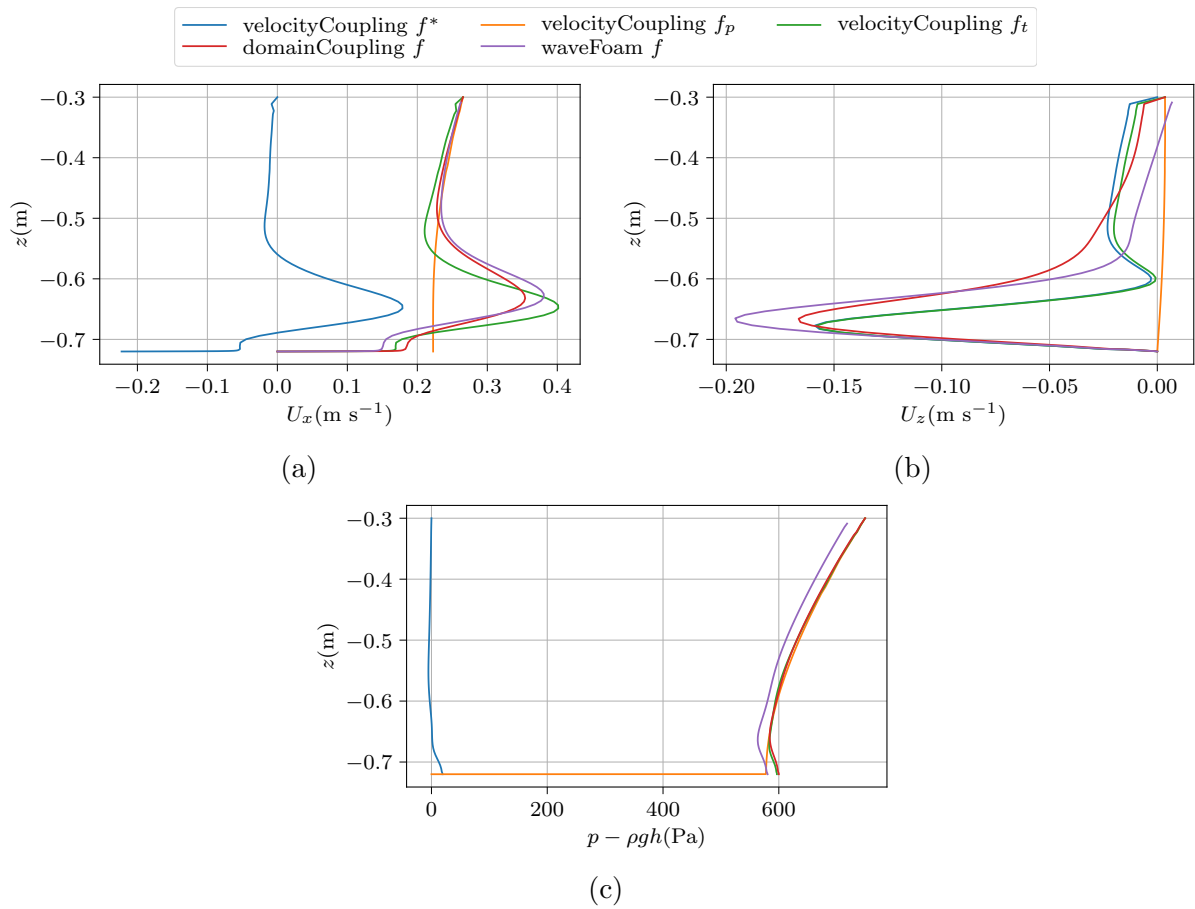 velocityCoupling f* velocityCoupling f_p velocityCoupling f_t
domainCoupling f waveFoam f
−0.3 −0.3
−0.4 −0.4
−0.5 −0.5
−0.6 −0.6
−0.7 −0.7
z(m) z(m)
−0.2 −0.1 0.0 0.1 0.2 0.3 0.4 −0.20 −0.15 −0.10 −0.05 0.00
U_x(m s⁻¹) U_z(m s⁻¹)
(a) (b)
−0.3
−0.4
−0.5
−0.6
−0.7
z(m)
0 200 400 600
p − ρgh(Pa)
(c)